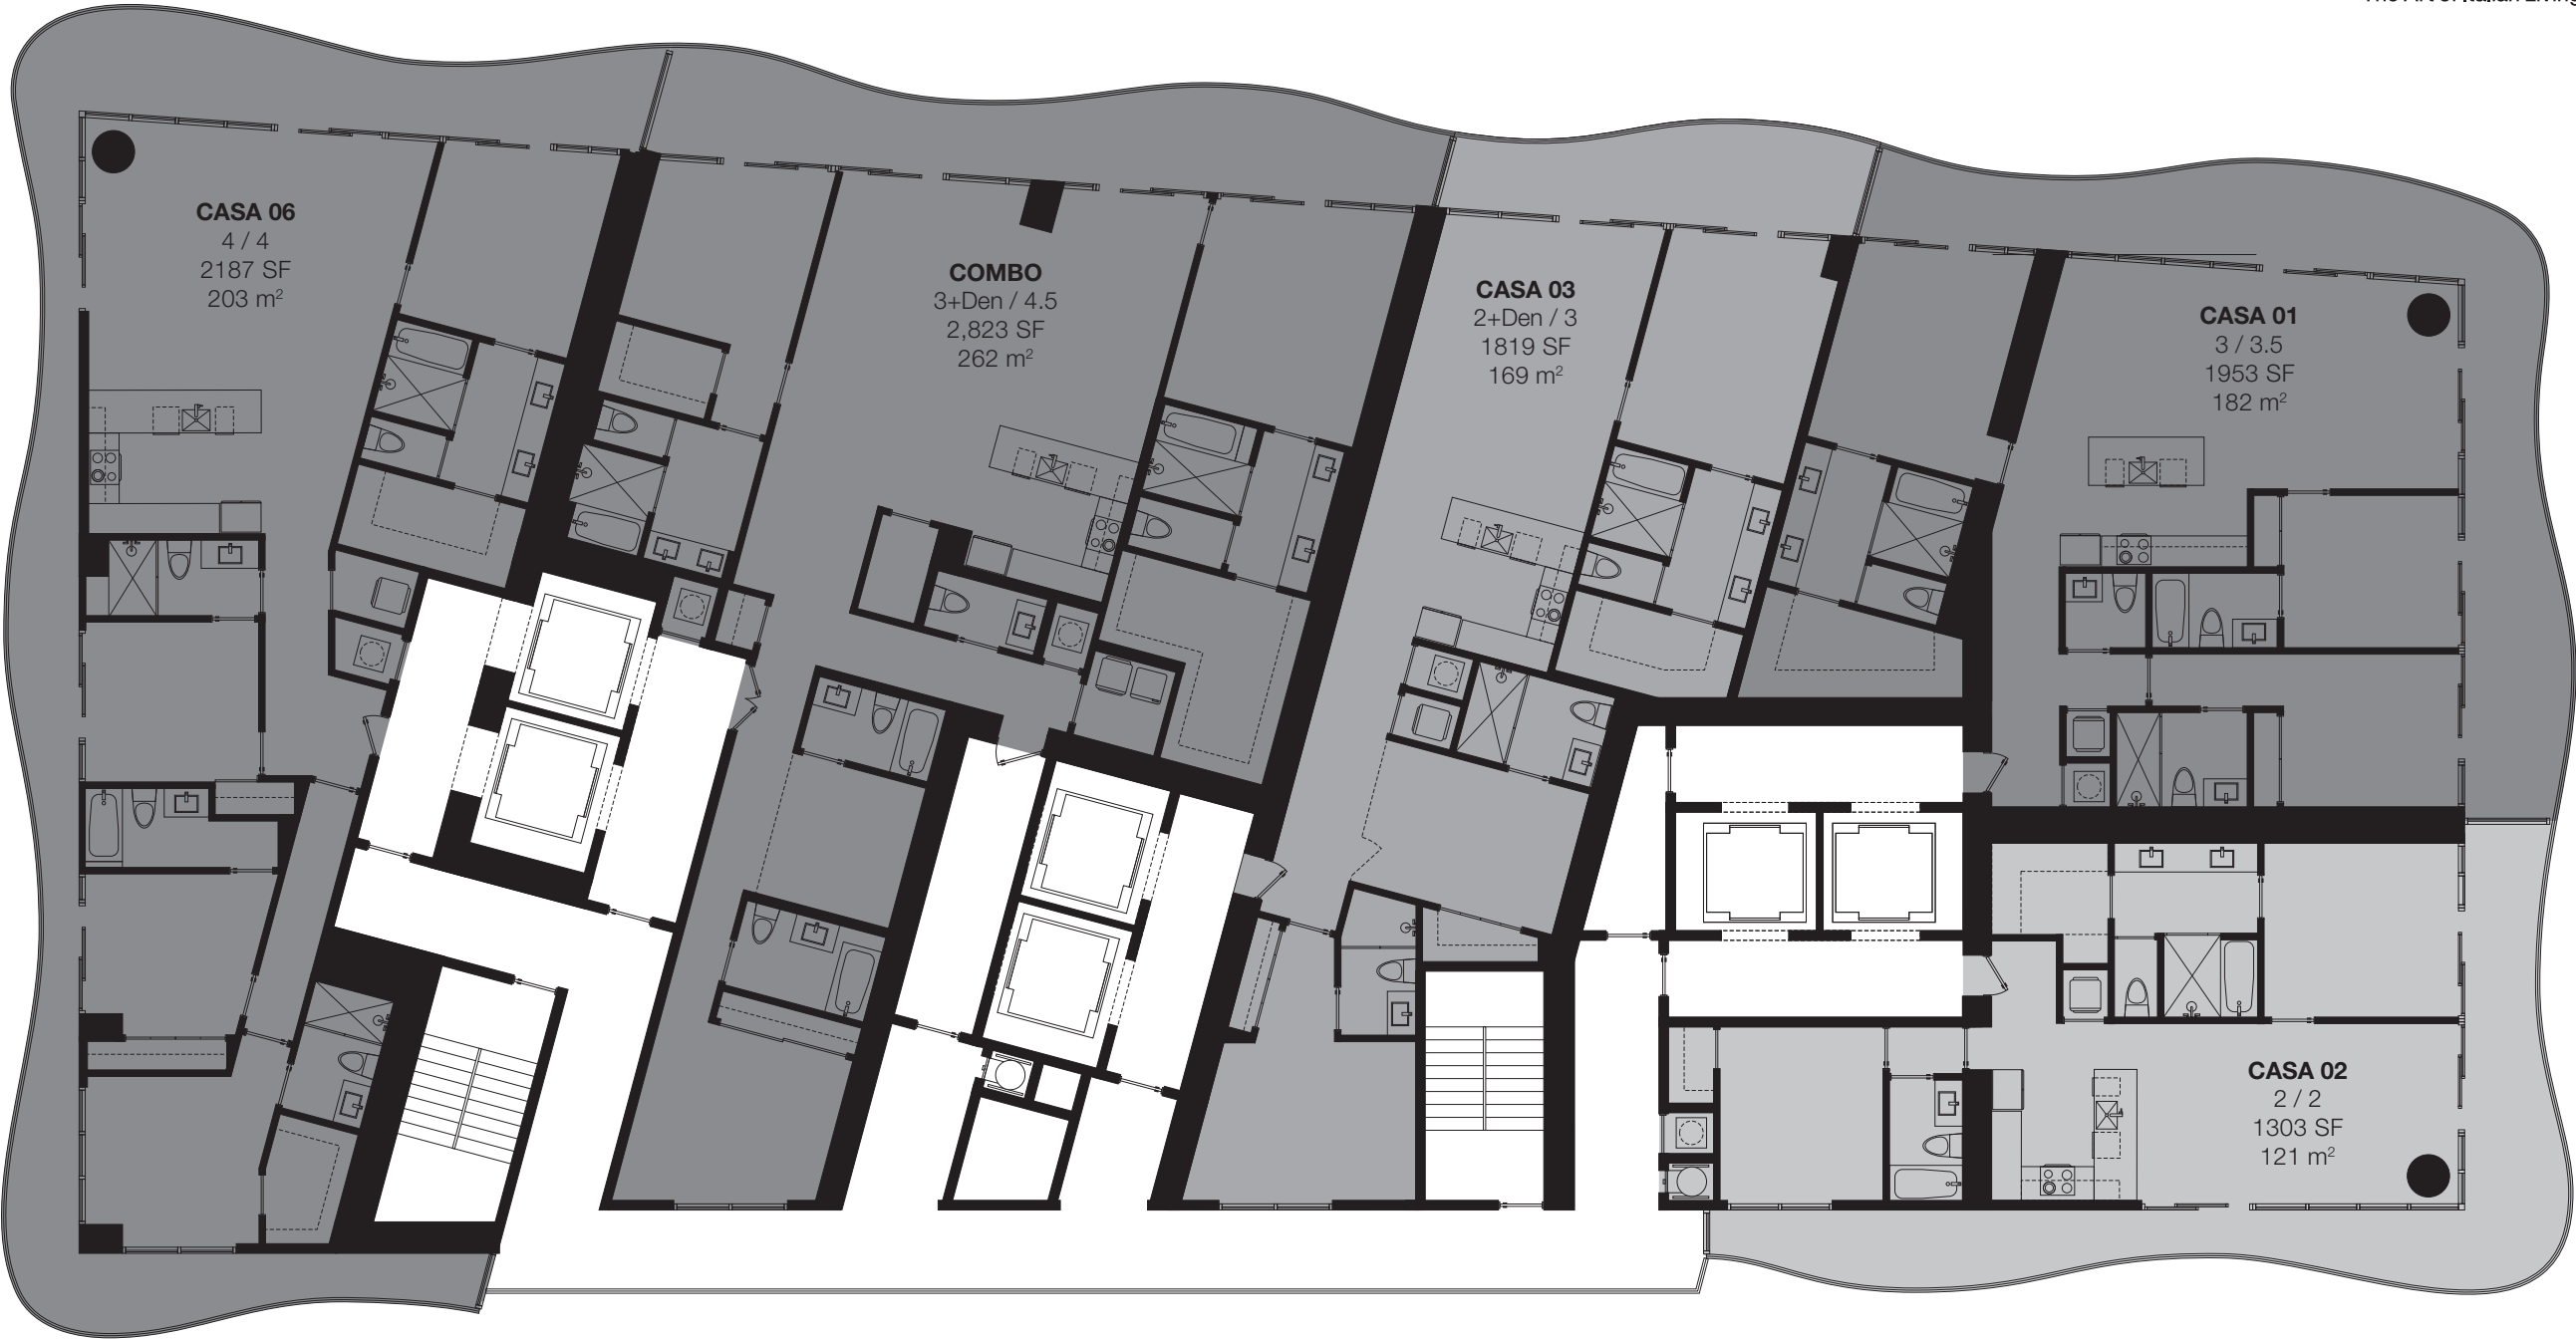 CASA 06
4 / 4
2187 SF
203 m²
COMBO
3+Den / 4.5
2,823 SF
262 m²
CASA 03
2+Den / 3
1819 SF
169 m²
CASA 01
3 / 3.5
1953 SF
182 m²
CASA 02
2 / 2
1303 SF
121 m²